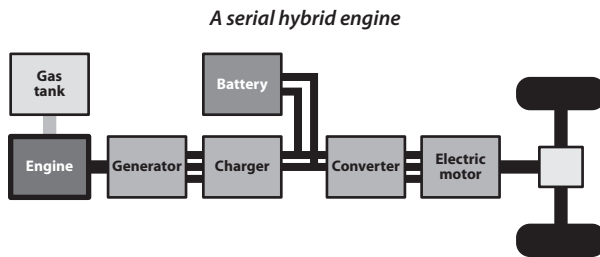 A serial hybrid engine
Gas
tank
Battery
Engine
Generator
Charger
Converter
Electric
motor